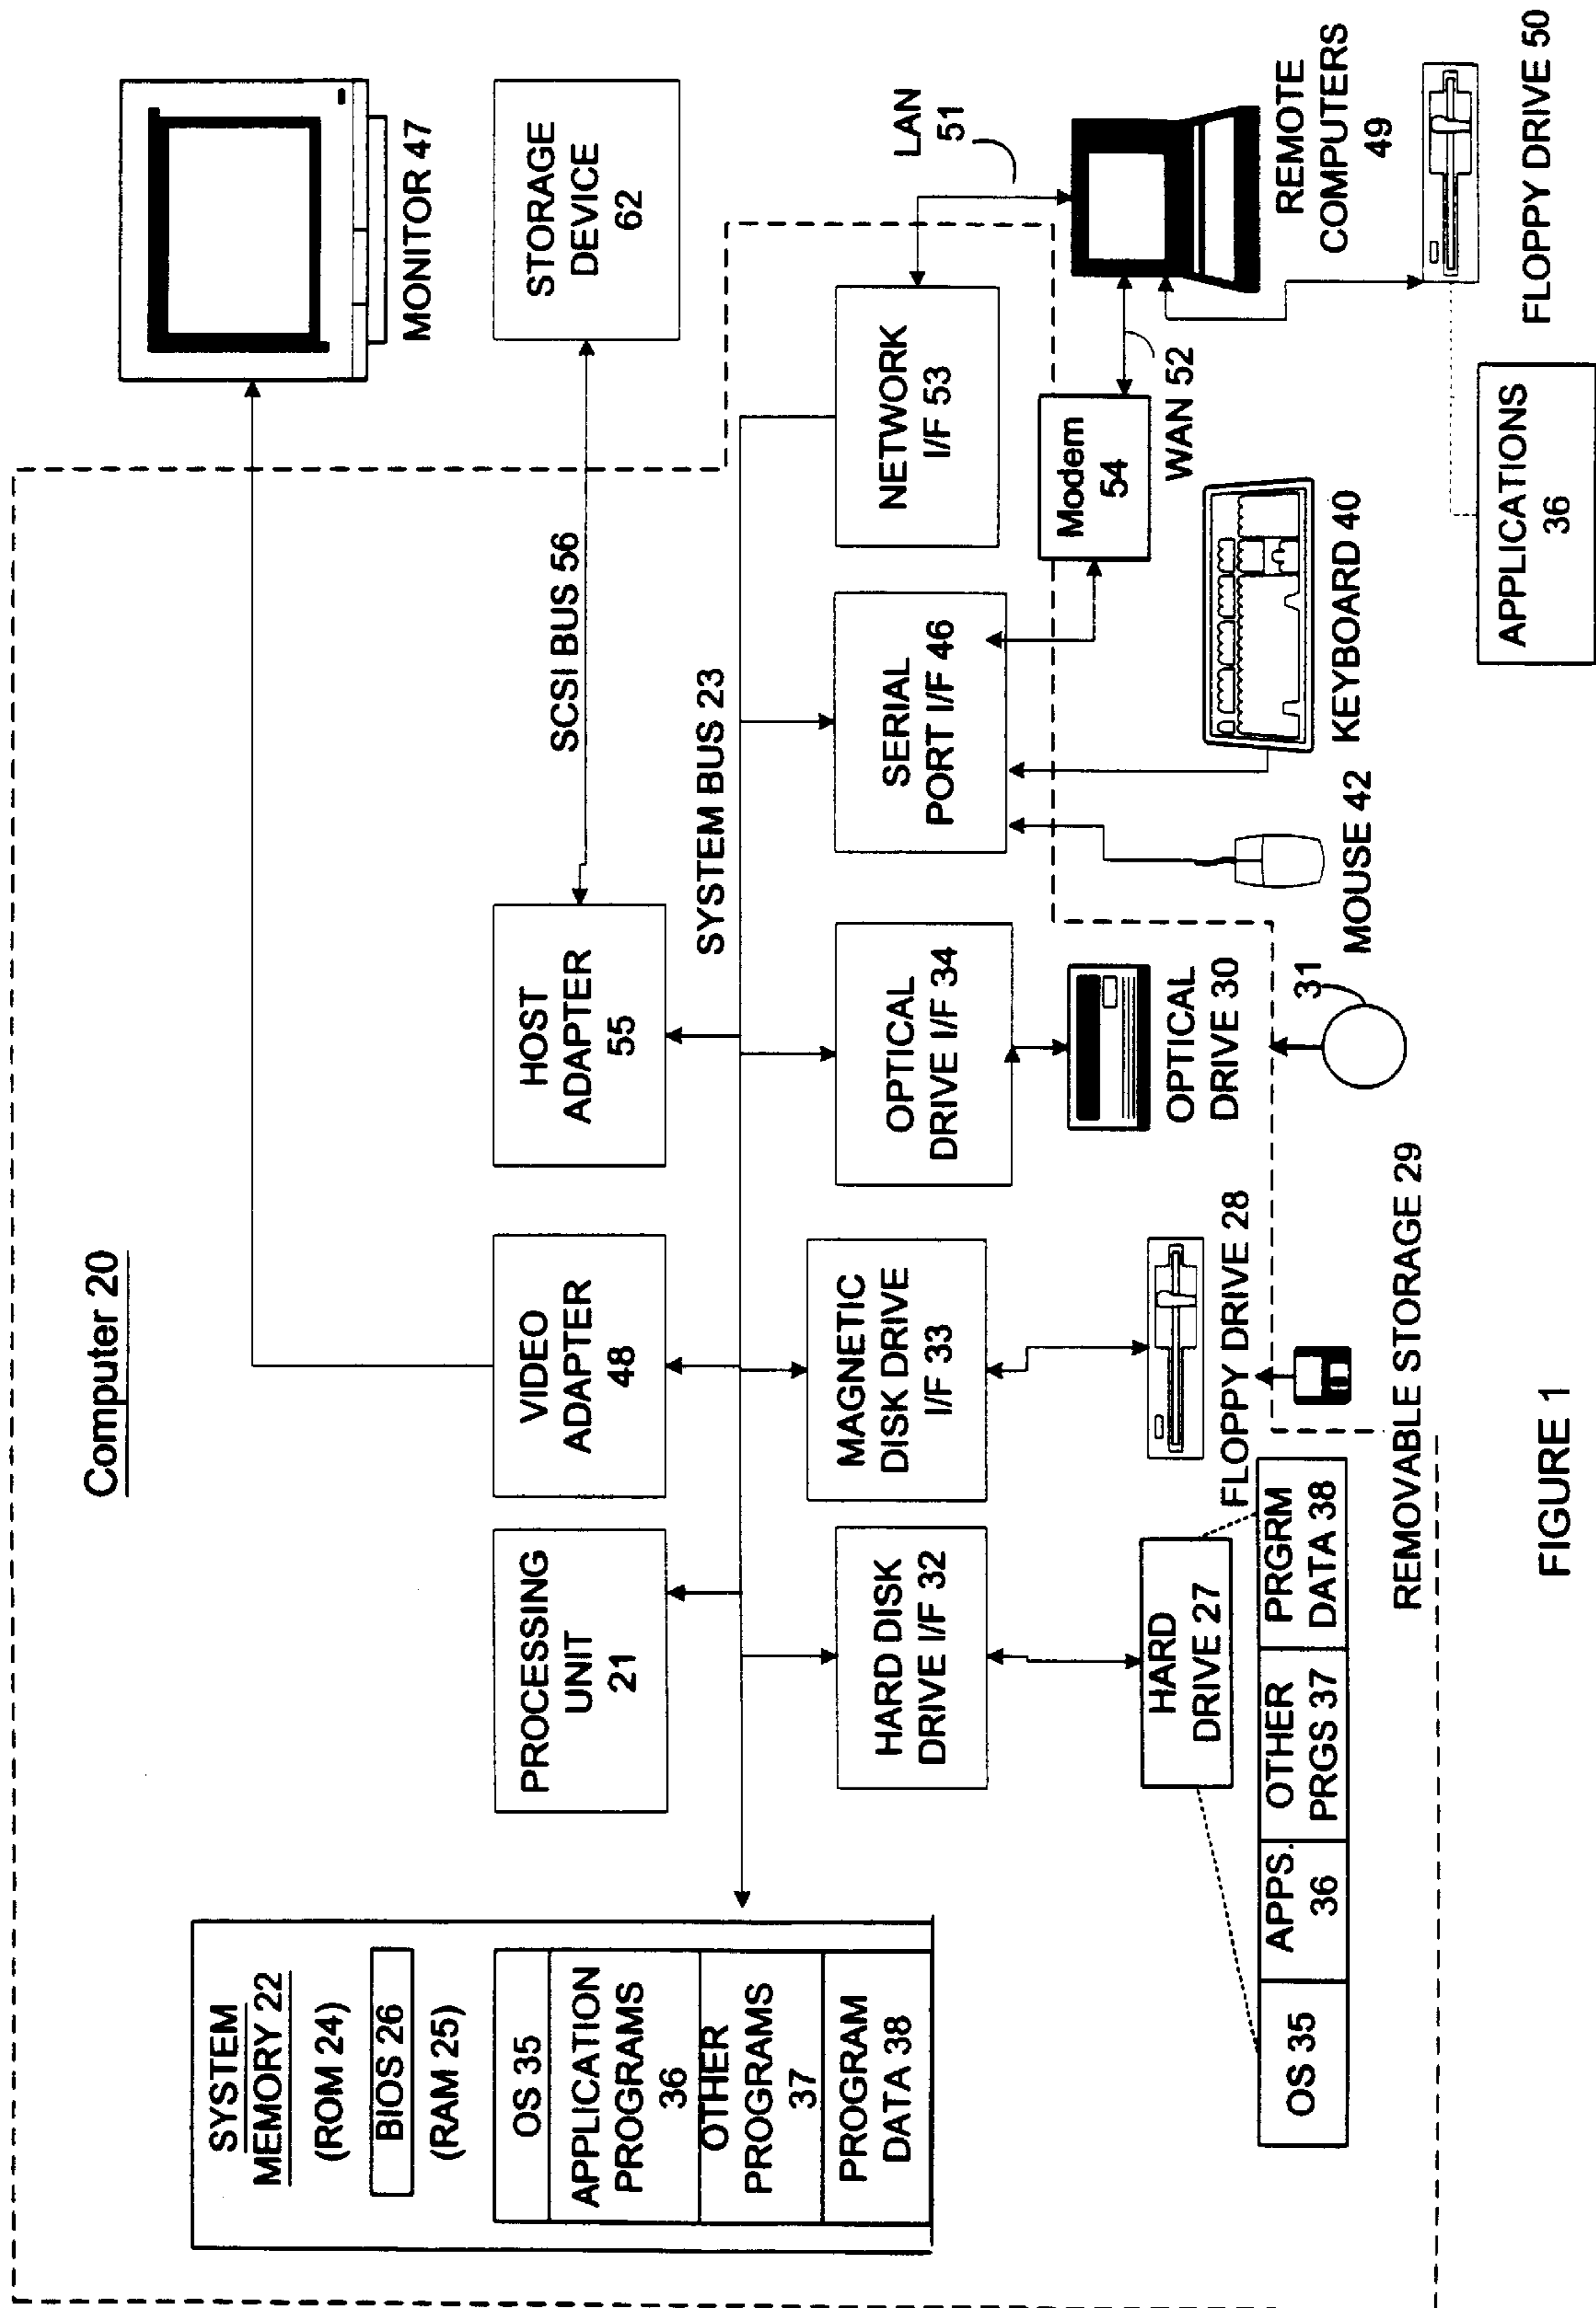 Computer 20
SYSTEM
MEMORY 22
(ROM 24)
BIOS 26
(RAM 25)
OS 35
APPLICATION
PROGRAMS
36
OTHER
PROGRAMS
37
PROGRAM
DATA 38
PROCESSING
UNIT
21
VIDEO
ADAPTER
48
HOST
ADAPTER
55
SCSI BUS 56
MONITOR 47
STORAGE
DEVICE
62
SYSTEM BUS 23
HARD DISK
DRIVE I/F 32
MAGNETIC
DISK DRIVE
I/F 33
OPTICAL
DRIVE I/F 34
SERIAL
PORT I/F 46
NETWORK
I/F 53
LAN
51
Modem
54
WAN 52
REMOTE
COMPUTERS
49
HARD
DRIVE 27
FLOPPY DRIVE 28
OPTICAL
DRIVE 30
31
MOUSE 42
KEYBOARD 40
FLOPPY DRIVE 50
OS 35
APPS.
36
OTHER
PRGS 37
PRGRM
DATA 38
REMOVABLE STORAGE 29
APPLICATIONS
36
FIGURE 1